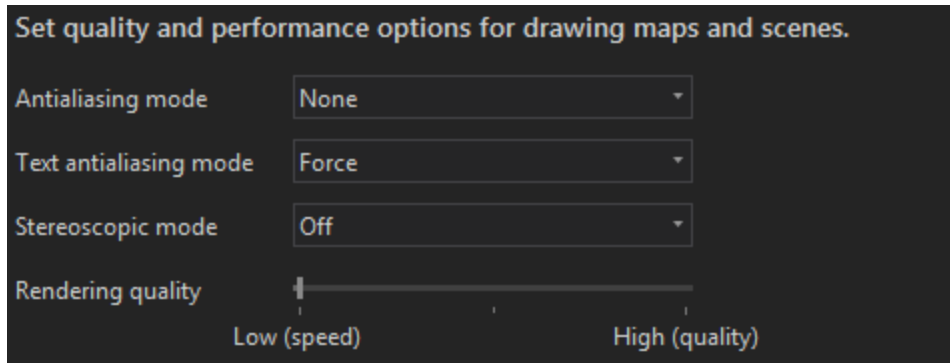 Set quality and performance options for drawing maps and scenes.
Antialiasing mode None
Text antialiasing mode Force
Stereoscopic mode Off
Rendering quality
Low (speed) High (quality)